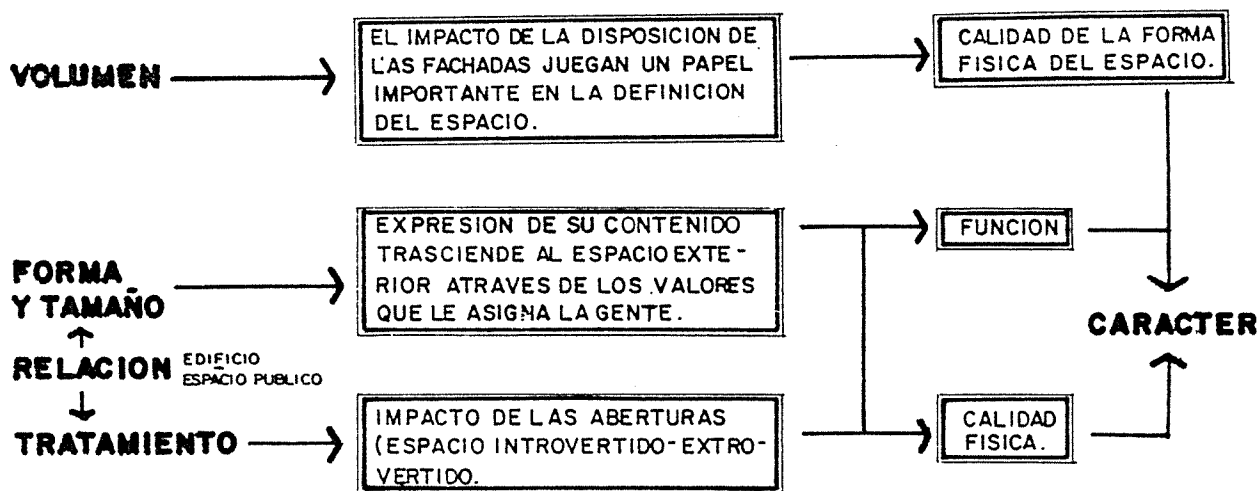 VOLUMEN
EL IMPACTO DE LA DISPOSICION DE
LAS FACHADAS JUEGAN UN PAPEL
IMPORTANTE EN LA DEFINICION
DEL ESPACIO.
CALIDAD DE LA FORMA
FISICA DEL ESPACIO.
FORMA
Y TAMAÑO
EXPRESION DE SU CONTENIDO
TRASCIENDE AL ESPACIO EXTE-
RIOR ATRAVES DE LOS VALORES
QUE LE ASIGNA LA GENTE.
FUNCION
CARACTER
RELACION EDIFICIO
ESPACIO PUBLICO
TRATAMIENTO
IMPACTO DE LAS ABERTURAS
(ESPACIO INTROVERTIDO-EXTRO-
VERTIDO.
CALIDAD
FISICA.